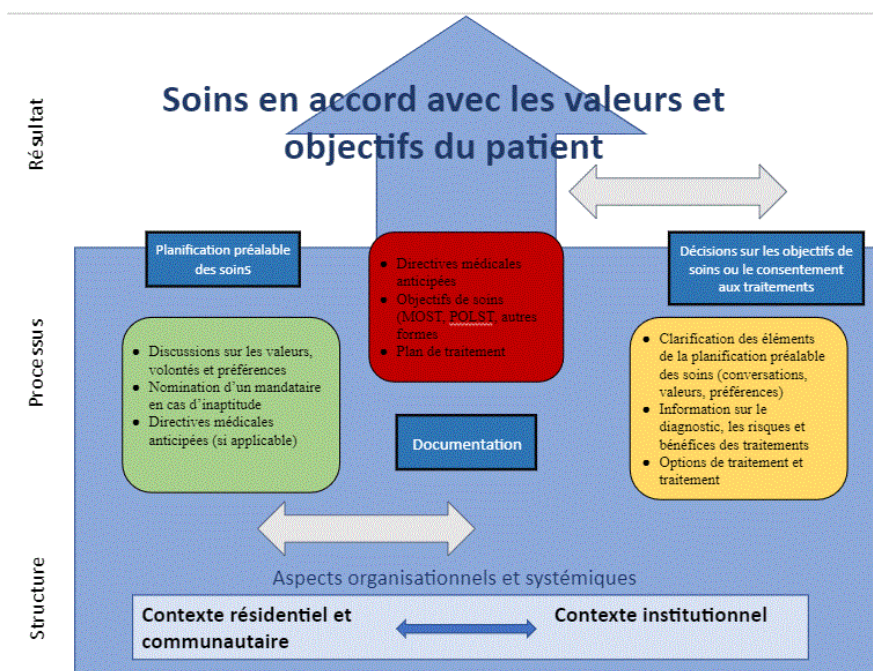 Résultat
Soins en accord avec les valeurs et
objectifs du patient
Processus
Planification préalable
des soins
● Discussions sur les valeurs,
volontés et préférences
● Nomination d’un mandataire
en cas d’inaptitude
● Directives médicales
anticipées (si applicable)
● Directives médicales
anticipées
● Objectifs de soins
(MOST, POLST, autres
formes
● Plan de traitement
Documentation
Décisions sur les objectifs de
soins ou le consentement
aux traitements
● Clarification des éléments
de la planification préalable
des soins (conversations,
valeurs, préférences)
● Information sur le
diagnostic, les risques et
bénéfices des traitements
● Options de traitement et
traitement
Structure
Aspects organisationnels et systémiques
Contexte résidentiel et
communautaire
Contexte institutionnel